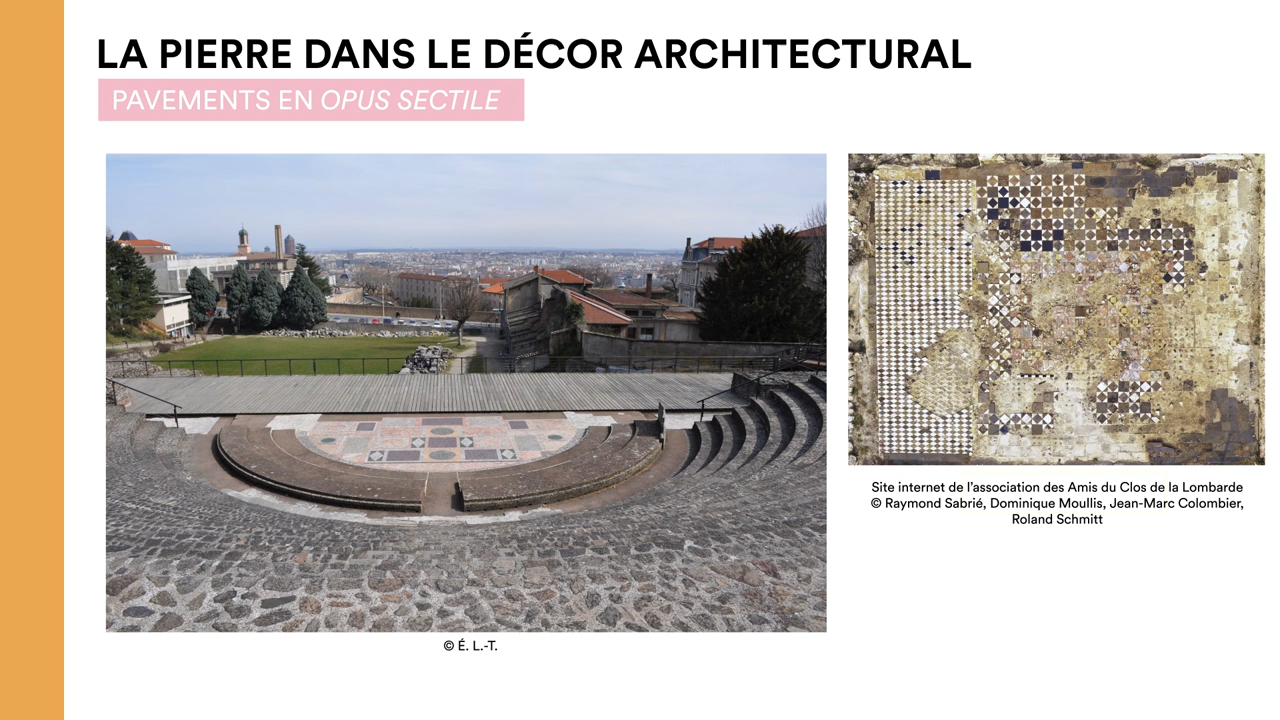 LA PIERRE DANS LE DÉCOR ARCHITECTURAL
PAVEMENTS EN OPUS SECTILE
© É. L.-T.
Site internet de l'association des Amis du Clos de la Lombarde
© Raymond Sabrié, Dominique Moullis, Jean-Marc Colombier,
Roland Schmitt